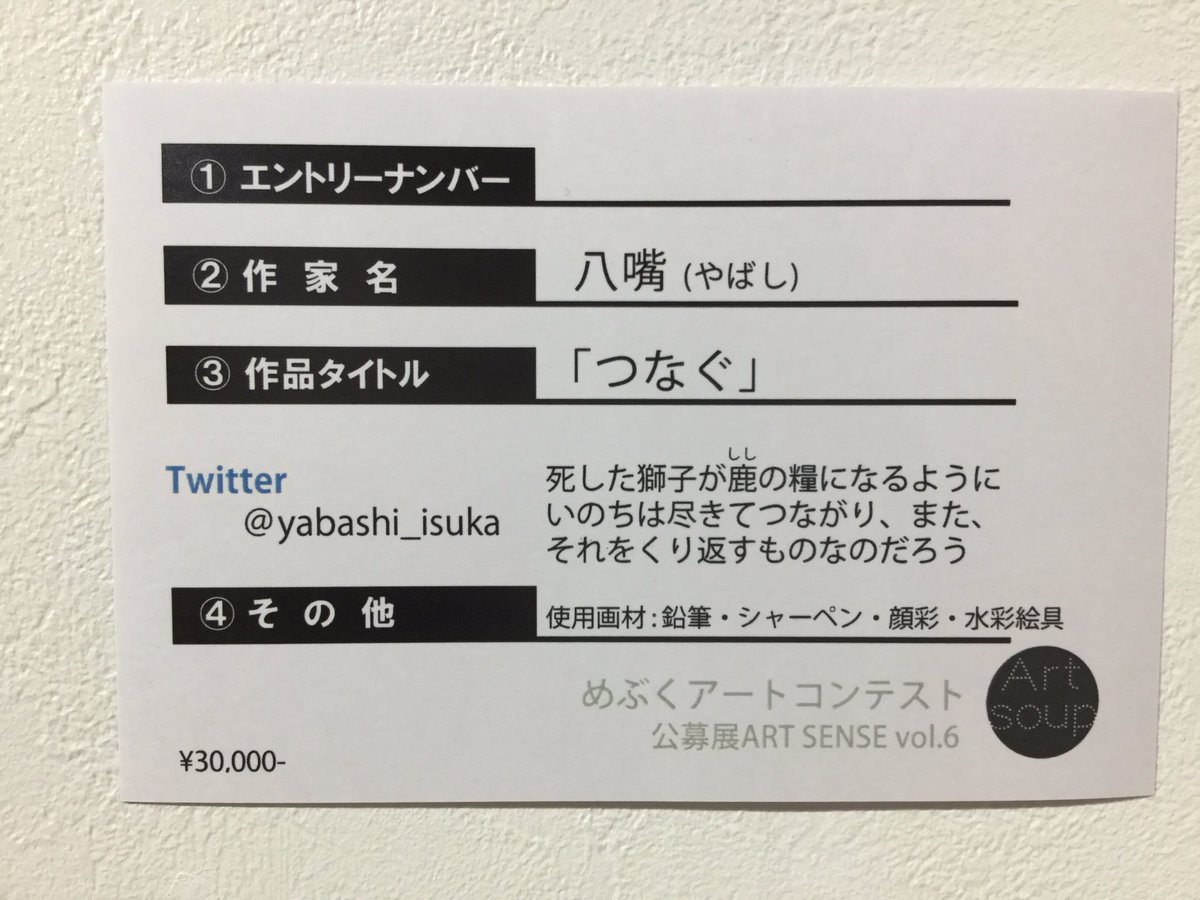 ① エントリーナンバー
② 作家名 八嘴 (やばし)
③ 作品タイトル 「つなぐ」
Twitter
@yabashi_isuka
しし
死した獅子が鹿の糧になるように
いのちは尽きてつながり、また、
それをくり返すものなのだろう
④ その他 使用画材:鉛筆・シャーペン・顔彩・水彩絵具
めぶくアートコンテスト
公募展ART SENSE vol.6
Art
soup
¥30,000-